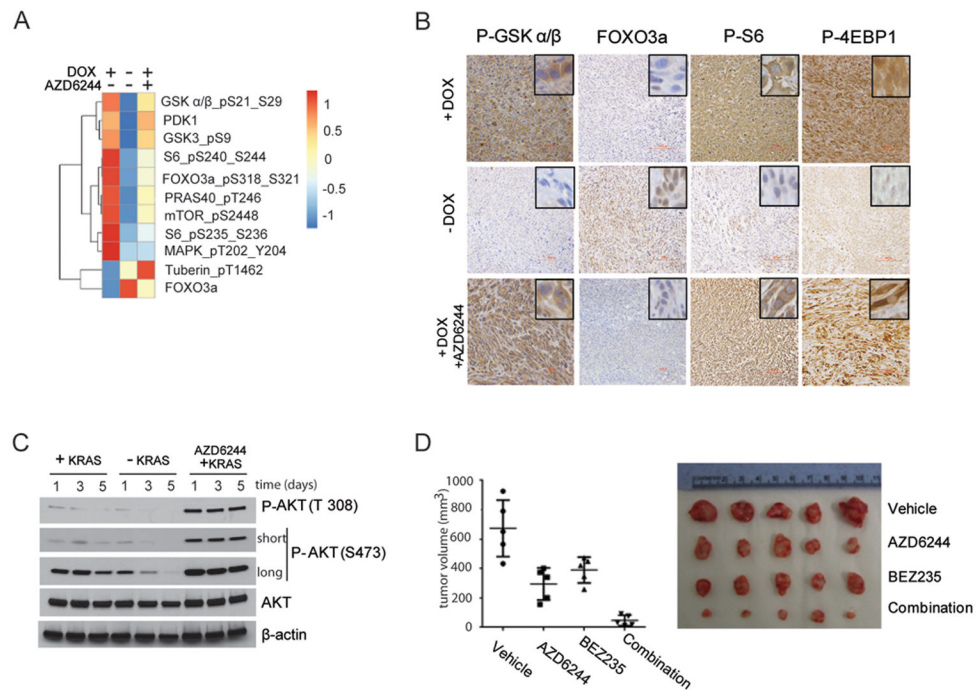 A
DOX + − +
AZD6244 − − +
GSK α/β_pS21_S29
PDK1
GSK3_pS9
S6_pS240_S244
FOXO3a_pS318_S321
PRAS40_pT246
mTOR_pS2448
S6_pS235_S236
MAPK_pT202_Y204
Tuberin_pT1462
FOXO3a
1
0.5
0
-0.5
-1
B
P-GSK α/β FOXO3a P-S6 P-4EBP1
+DOX
-DOX
+DOX
+AZD6244
C
+ KRAS − KRAS AZD6244
+KRAS
1 3 5 1 3 5 1 3 5 time (days)
P-AKT (T 308)
short
P-AKT(S473)
long
AKT
β-actin
D
tumor volume (mm³)
1000
800
600
400
200
0
Vehicle
AZD6244
BEZ235
Combination
Vehicle
AZD6244
BEZ235
Combination